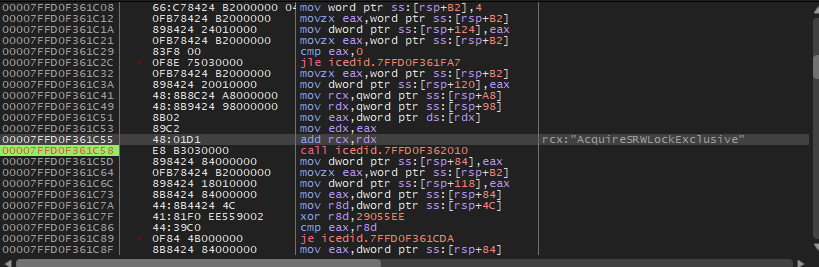 00007FFD0F361C08 66:C78424 B2000000 04 mov word ptr ss:[rsp+B2],4
00007FFD0F361C12 0FB78424 B2000000 movzx eax,word ptr ss:[rsp+B2]
00007FFD0F361C1A 898424 24010000 mov dword ptr ss:[rsp+124],eax
00007FFD0F361C21 0FB78424 B2000000 movzx eax,word ptr ss:[rsp+B2]
00007FFD0F361C29 83F8 00 cmp eax,0
00007FFD0F361C2C 0F8E 75030000 jle icedid.7FFD0F361FA7
00007FFD0F361C32 0FB78424 B2000000 movzx eax,word ptr ss:[rsp+B2]
00007FFD0F361C3A 898424 20010000 mov dword ptr ss:[rsp+120],eax
00007FFD0F361C41 48:8B8C24 A8000000 mov rcx,qword ptr ss:[rsp+A8]
00007FFD0F361C49 48:8B9424 98000000 mov rdx,qword ptr ss:[rsp+98]
00007FFD0F361C51 8B02 mov eax,dword ptr ds:[rdx]
00007FFD0F361C53 89C2 mov edx,eax
00007FFD0F361C55 48:01D1 add rcx,rdx rcx:"AcquireSRWLockExclusive"
00007FFD0F361C58 E8 B3030000 call icedid.7FFD0F362010
00007FFD0F361C5D 898424 84000000 mov dword ptr ss:[rsp+84],eax
00007FFD0F361C64 0FB78424 B2000000 movzx eax,word ptr ss:[rsp+B2]
00007FFD0F361C6C 898424 18010000 mov dword ptr ss:[rsp+118],eax
00007FFD0F361C73 8B8424 84000000 mov eax,dword ptr ss:[rsp+84]
00007FFD0F361C7A 44:8B4424 4C mov r8d,dword ptr ss:[rsp+4C]
00007FFD0F361C7F 41:81F0 EE559002 xor r8d,29055EE
00007FFD0F361C86 44:39C0 cmp eax,r8d
00007FFD0F361C89 0F84 4B000000 je icedid.7FFD0F361CDA
00007FFD0F361C8F 8B8424 84000000 mov eax,dword ptr ss:[rsp+84]